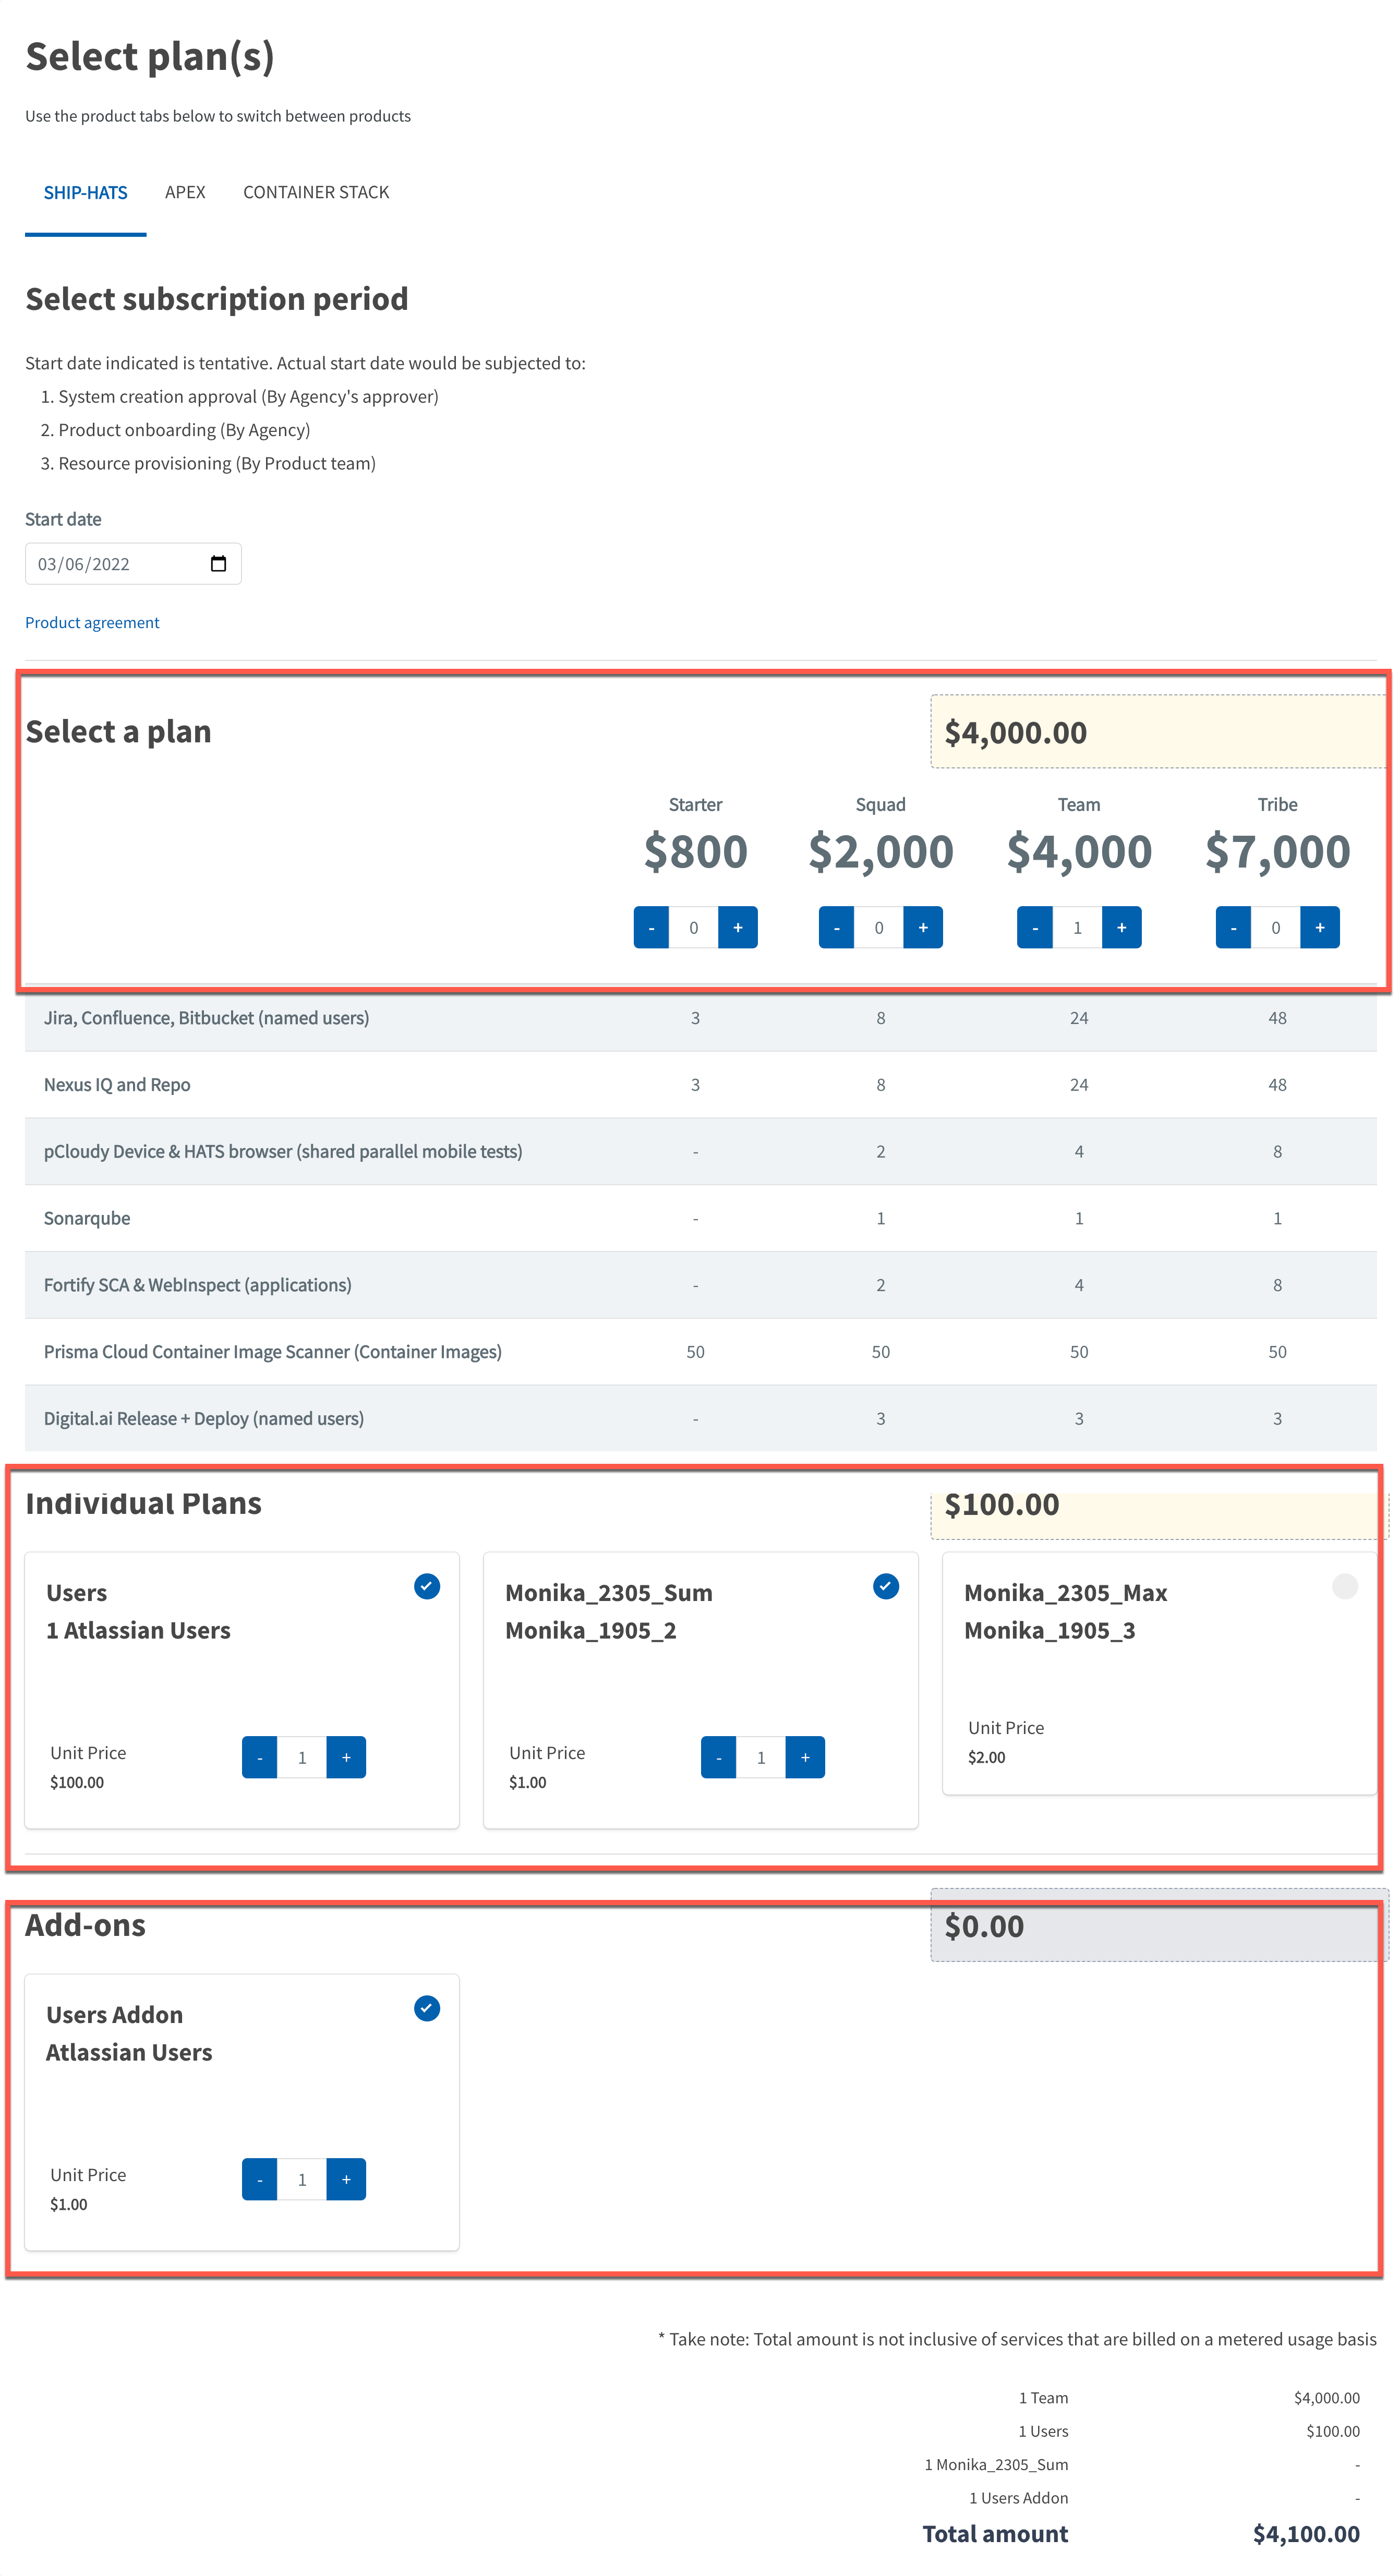 Select plan(s)
Use the product tabs below to switch between products
SHIP-HATS APEX CONTAINER STACK
Select subscription period
Start date indicated is tentative. Actual start date would be subjected to:
1. System creation approval (By Agency's approver)
2. Product onboarding (By Agency)
3. Resource provisioning (By Product team)
Start date
03/06/2022
Product agreement
Select a plan $4,000.00
Starter Squad Team Tribe
$800 $2,000 $4,000 $7,000
- 0 + - 0 + - 1 + - 0 +
Jira, Confluence, Bitbucket (named users) 3 8 24 48
Nexus IQ and Repo 3 8 24 48
pCloudy Device & HATS browser (shared parallel mobile tests) - 2 4 8
Sonarqube - 1 1 1
Fortify SCA & WebInspect (applications) - 2 4 8
Prisma Cloud Container Image Scanner (Container Images) 50 50 50 50
Digital.ai Release + Deploy (named users) - 3 3 3
Individual Plans $100.00
Users Monika_2305_Sum Monika_2305_Max
1 Atlassian Users Monika_1905_2 Monika_1905_3
Unit Price - 1 + Unit Price - 1 + Unit Price
$100.00 $1.00 $2.00
Add-ons $0.00
Users Addon
Atlassian Users
Unit Price - 1 +
$1.00
* Take note: Total amount is not inclusive of services that are billed on a metered usage basis
1 Team $4,000.00
1 Users $100.00
1 Monika_2305_Sum -
1 Users Addon -
Total amount $4,100.00